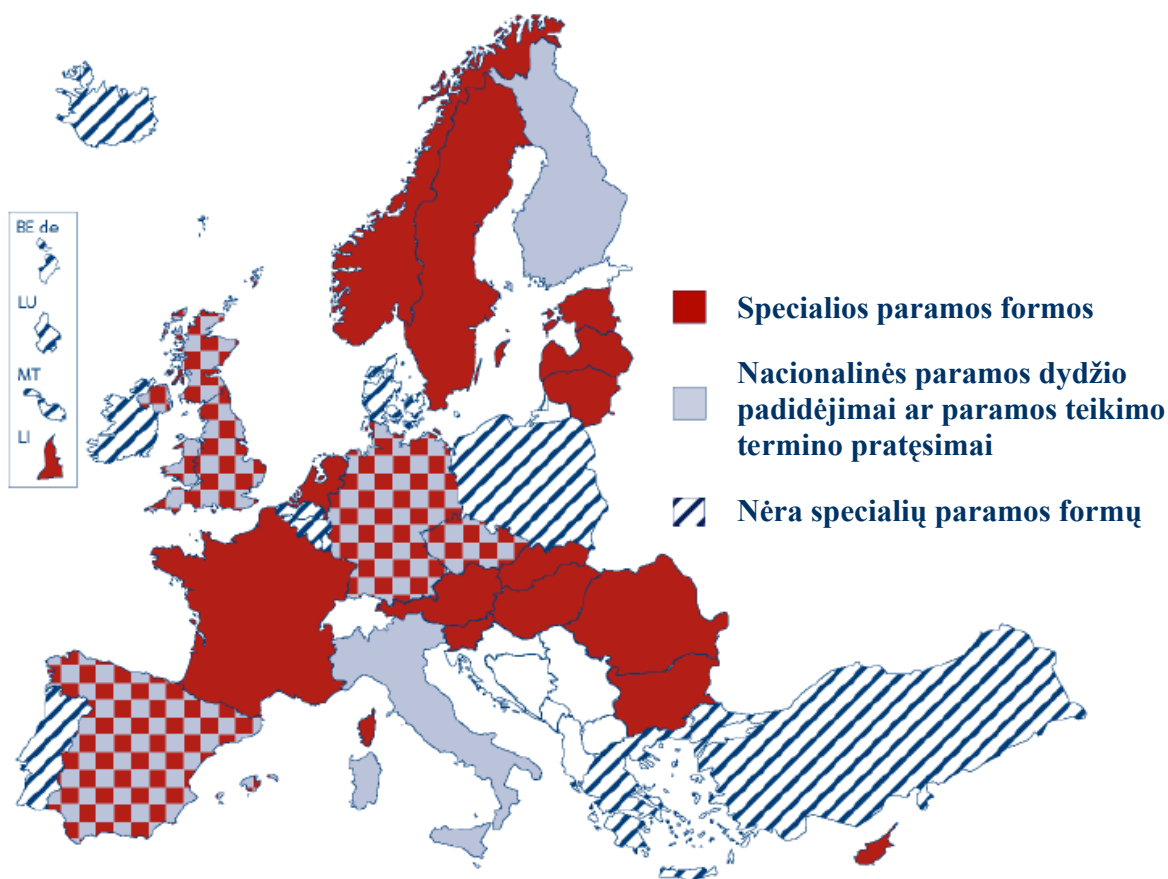 BE de
LU
MT
LI
Specialios paramos formos
Nacionalinės paramos dydžio
padidėjimai ar paramos teikimo
termino pratęsimai
Nėra specialių paramos formų